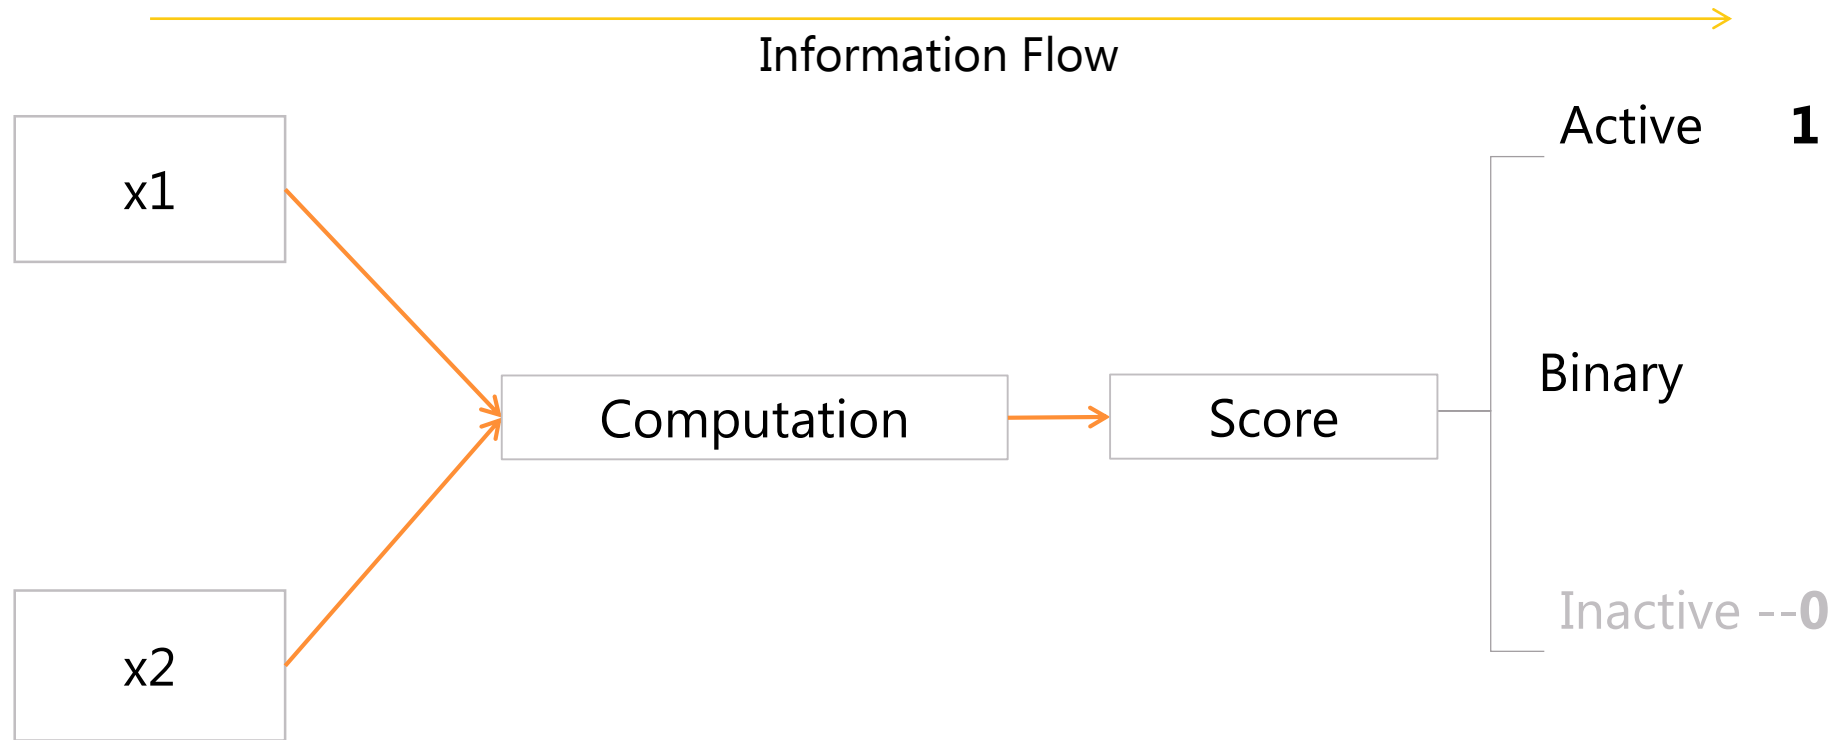 Information Flow
Active 1
x1
Binary
Computation
Score
Inactive --0
x2